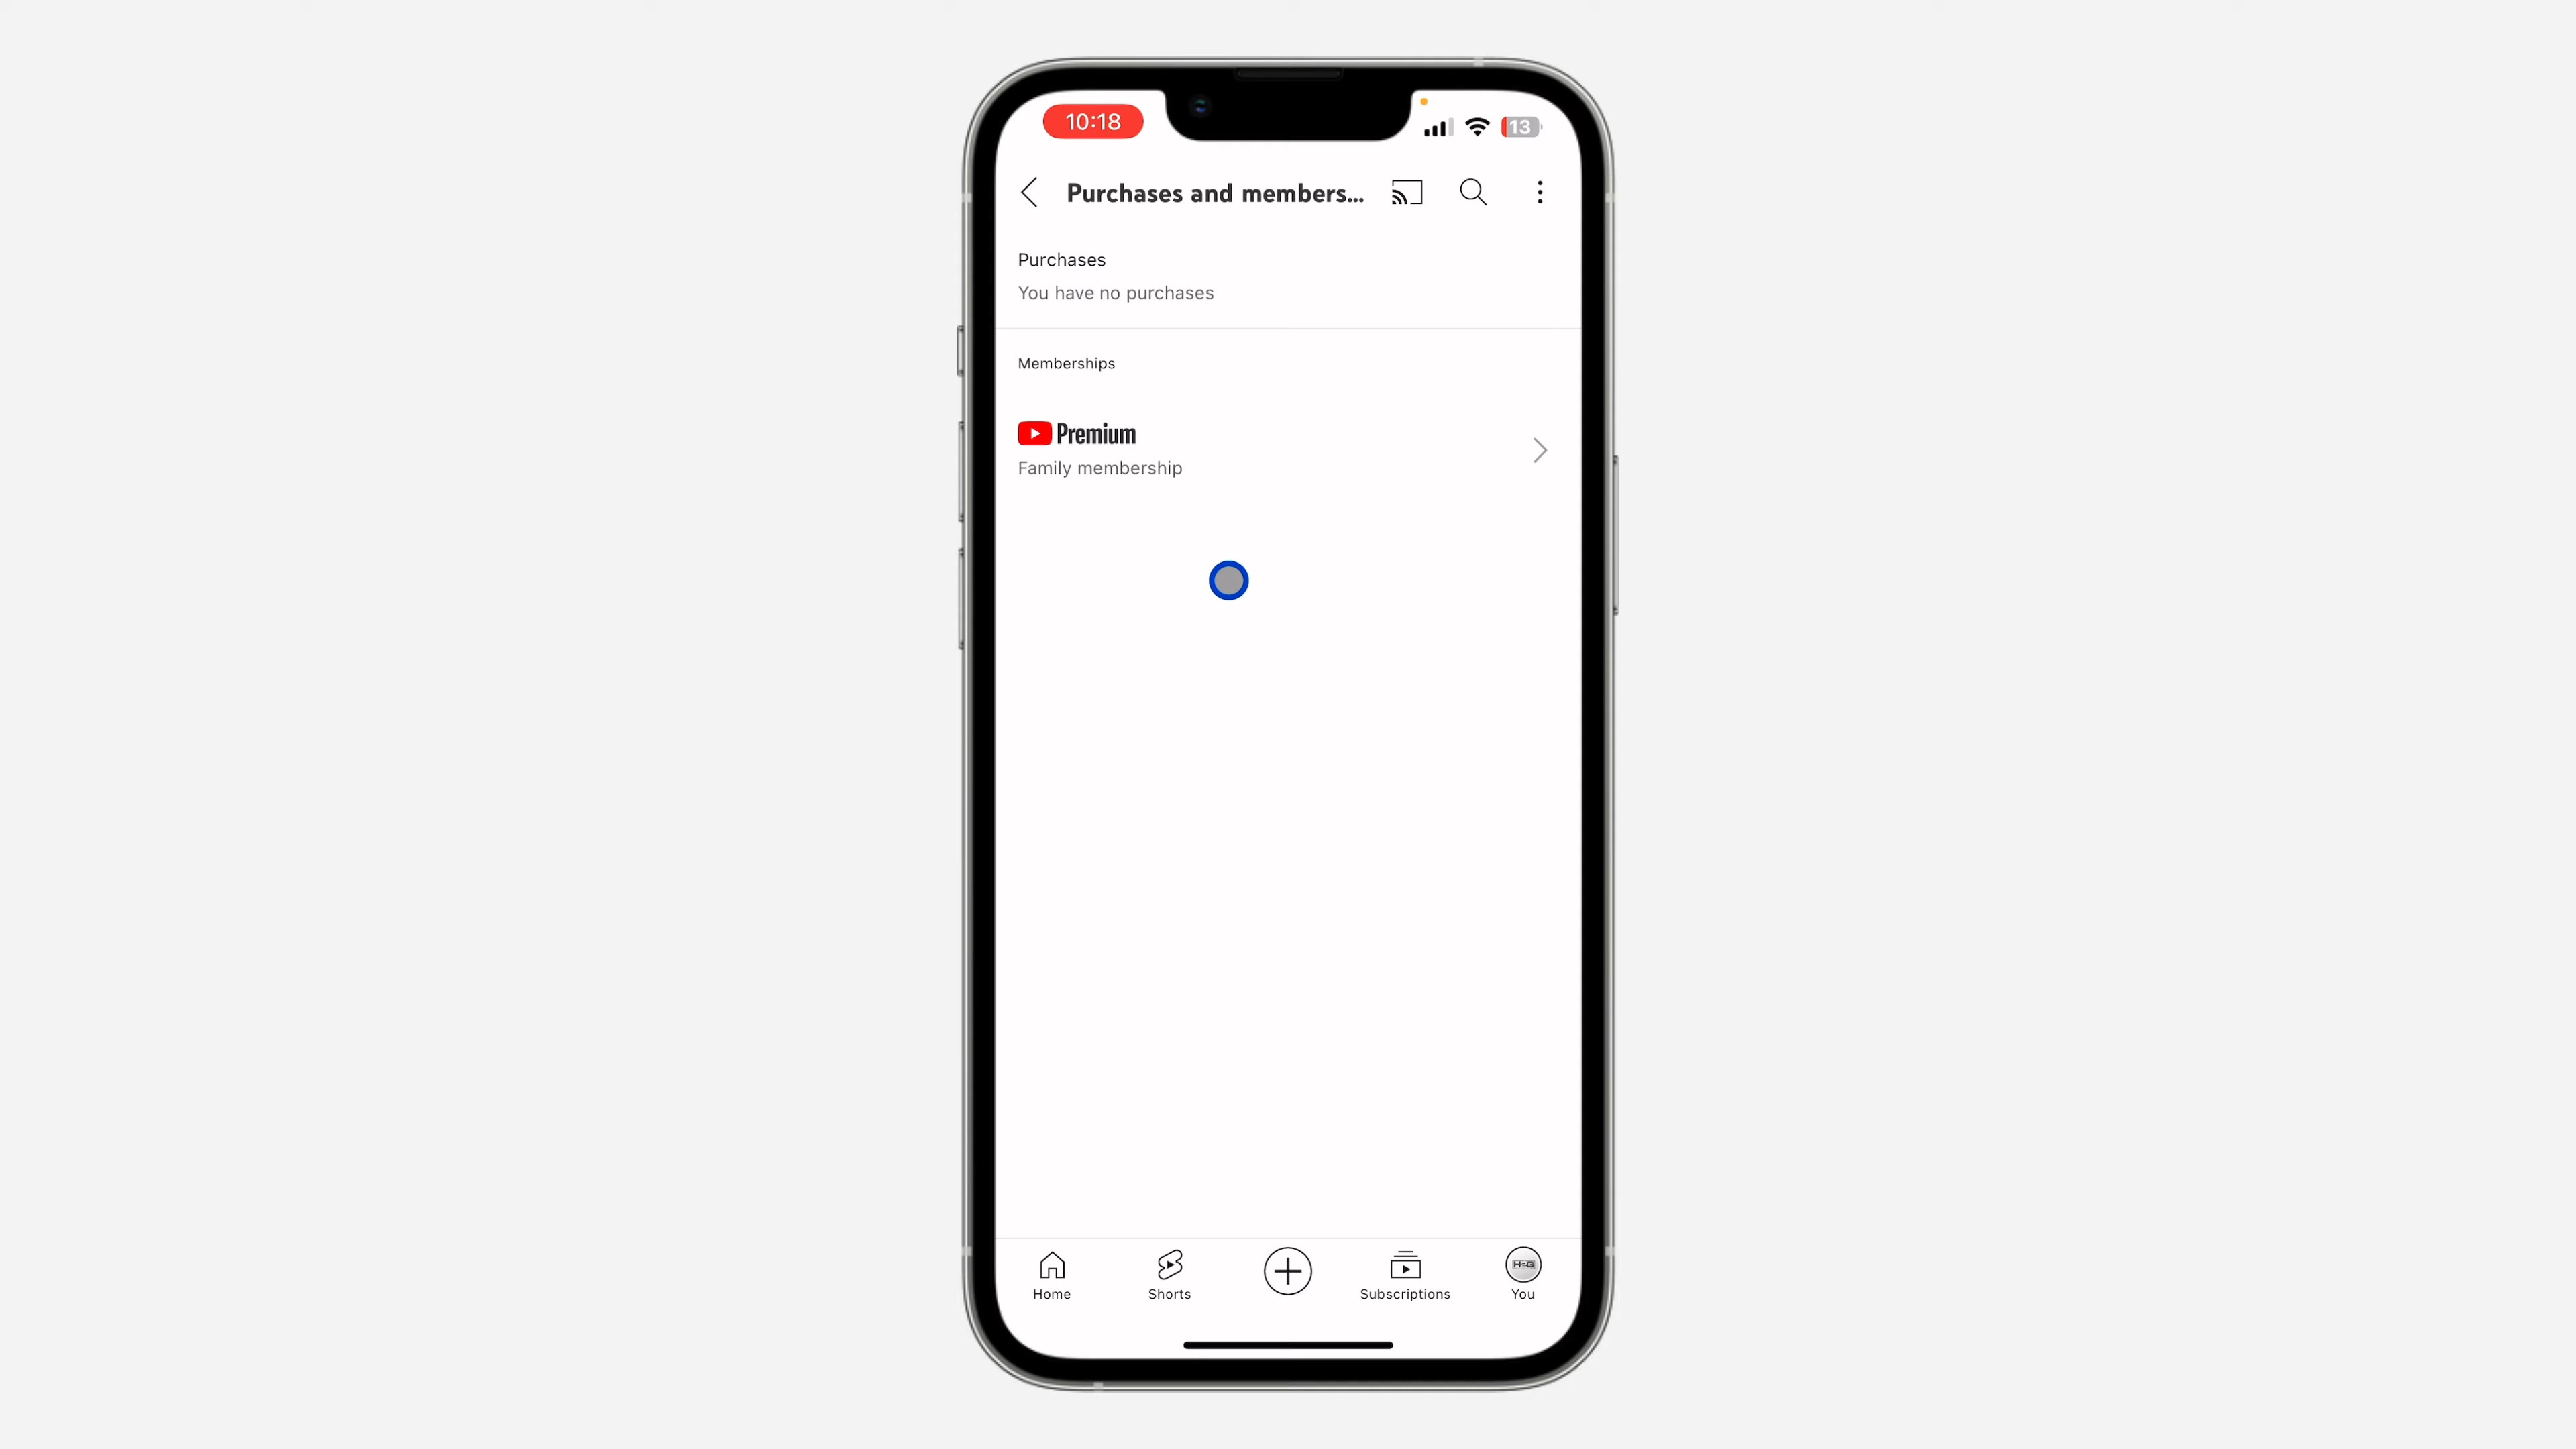 10:18
13
Purchases and members...
Purchases
You have no purchases
Memberships
Premium
Family membership
Home
Shorts
Subscriptions
You